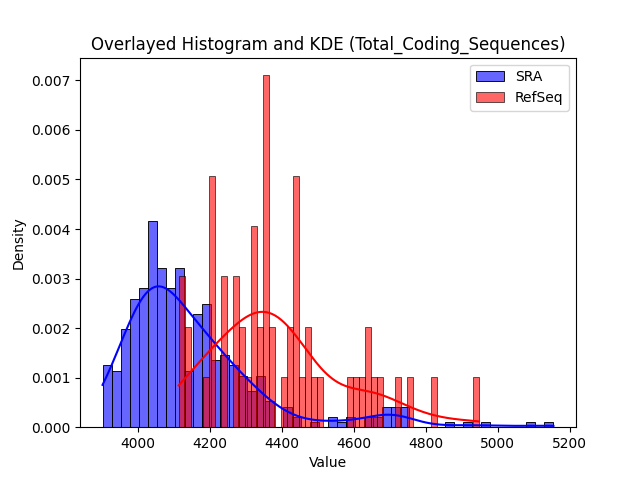 Overlayed Histogram and KDE (Total_Coding_Sequences)
SRA
RefSeq
0.007
0.006
0.005
0.004
0.003
0.002
0.001
0.000
Density
4000 4200 4400 4600 4800 5000 5200
Value